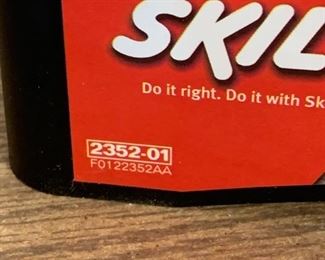 SKIL
Do it right. Do it with Sk
2352-01
F0122352AA